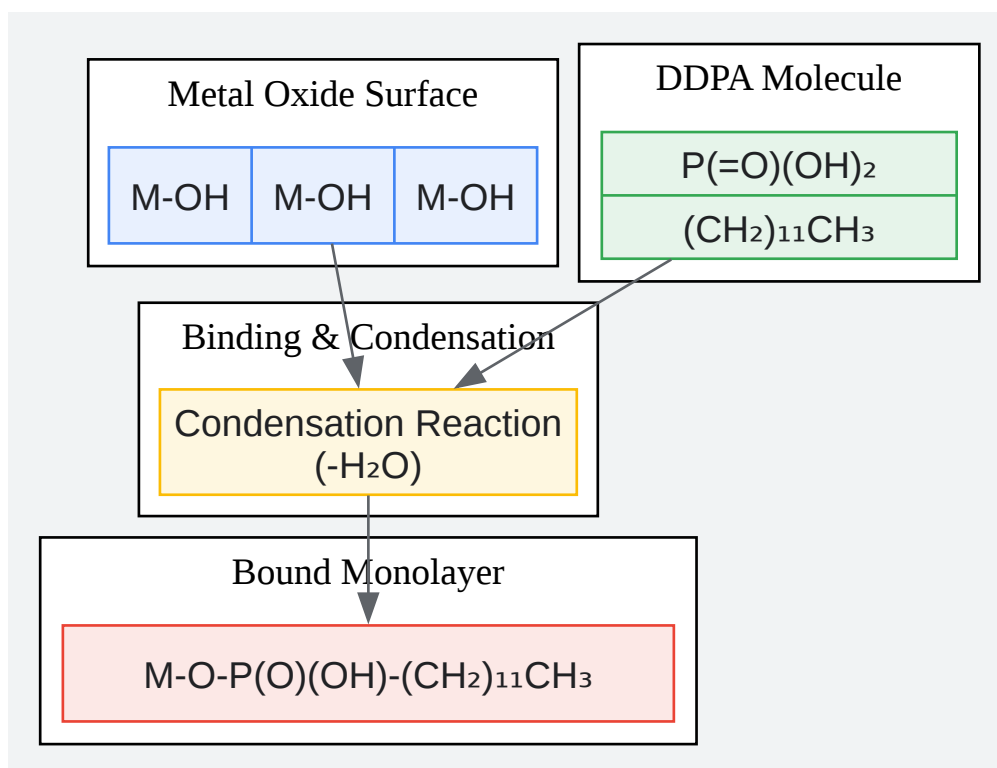 Metal Oxide Surface
M-OH M-OH M-OH
DDPA Molecule
P(=O)(OH)₂
(CH₂)₁₁CH₃
Binding & Condensation
Condensation Reaction
(-H₂O)
Bound Monolayer
M-O-P(O)(OH)-(CH₂)₁₁CH₃